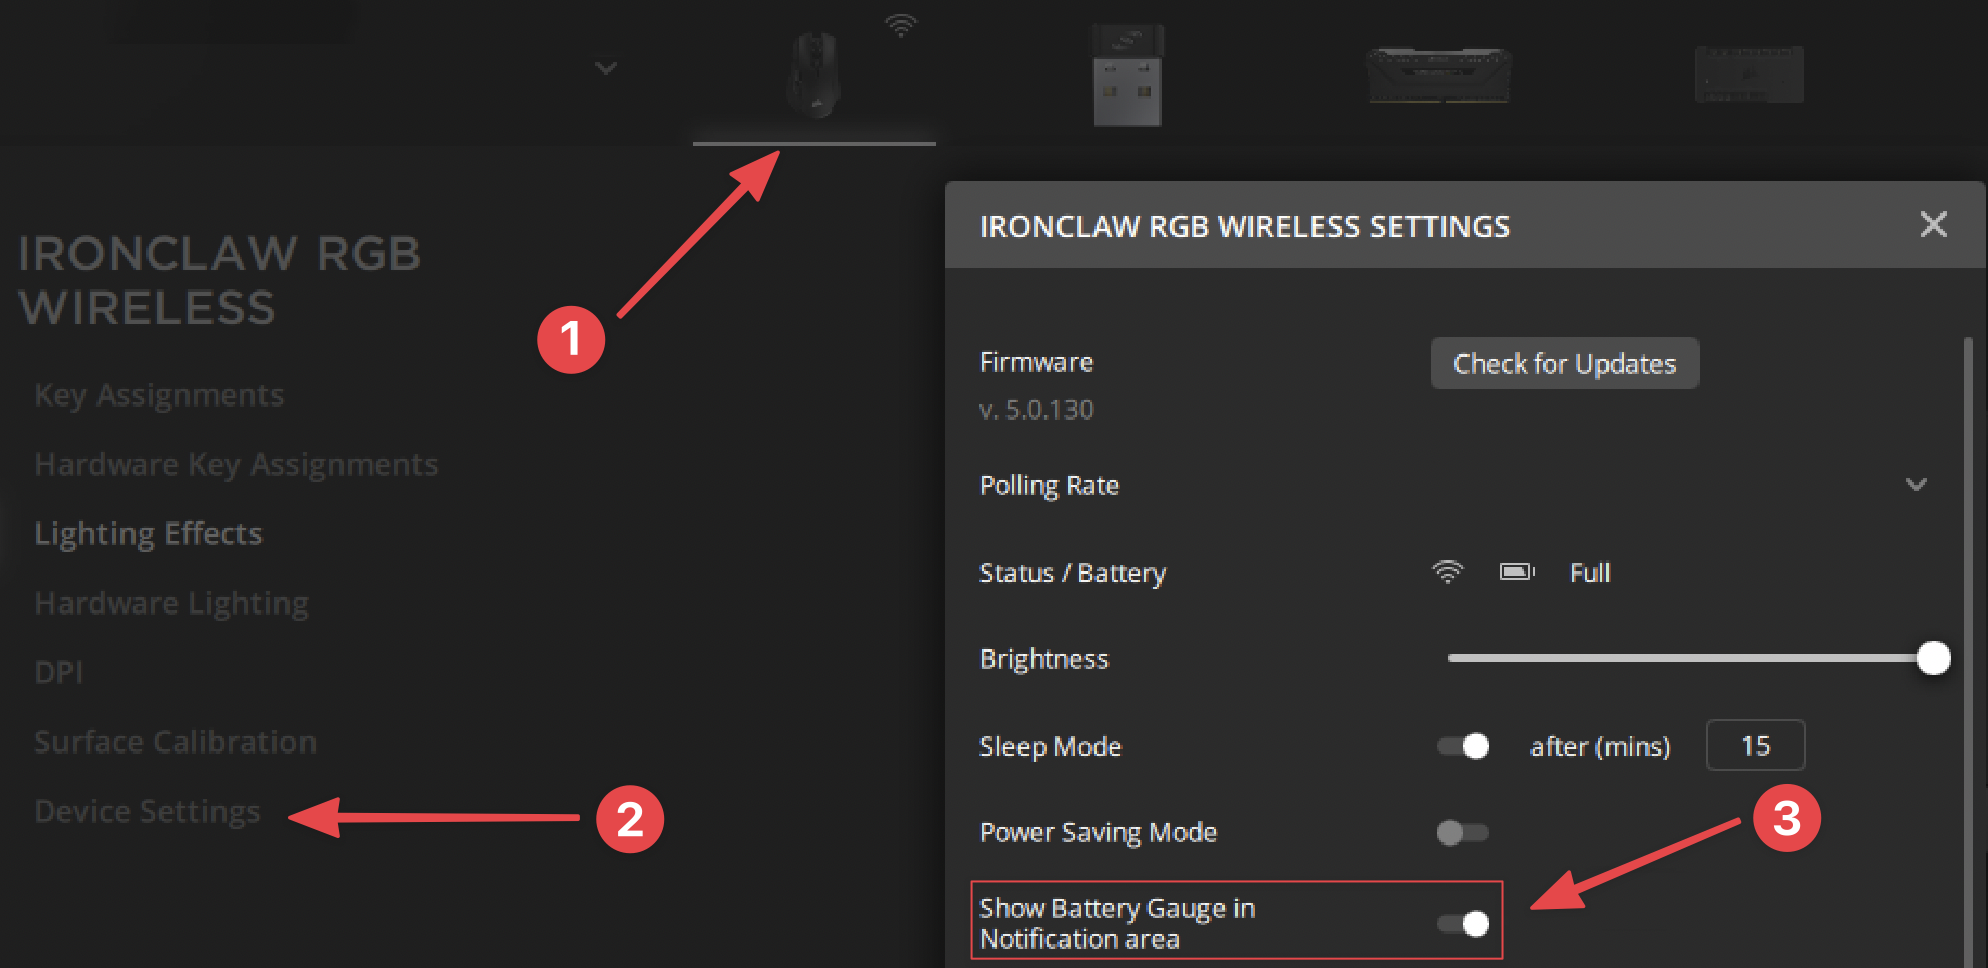 IRONCLAW RGB
WIRELESS
Key Assignments
Hardware Key Assignments
Lighting Effects
Hardware Lighting
DPI
Surface Calibration
Device Settings
1
2
IRONCLAW RGB WIRELESS SETTINGS
Firmware
Check for Updates
v. 5.0.130
Polling Rate
Status / Battery
Full
Brightness
Sleep Mode
after (mins)
15
Power Saving Mode
3
Show Battery Gauge in
Notification area